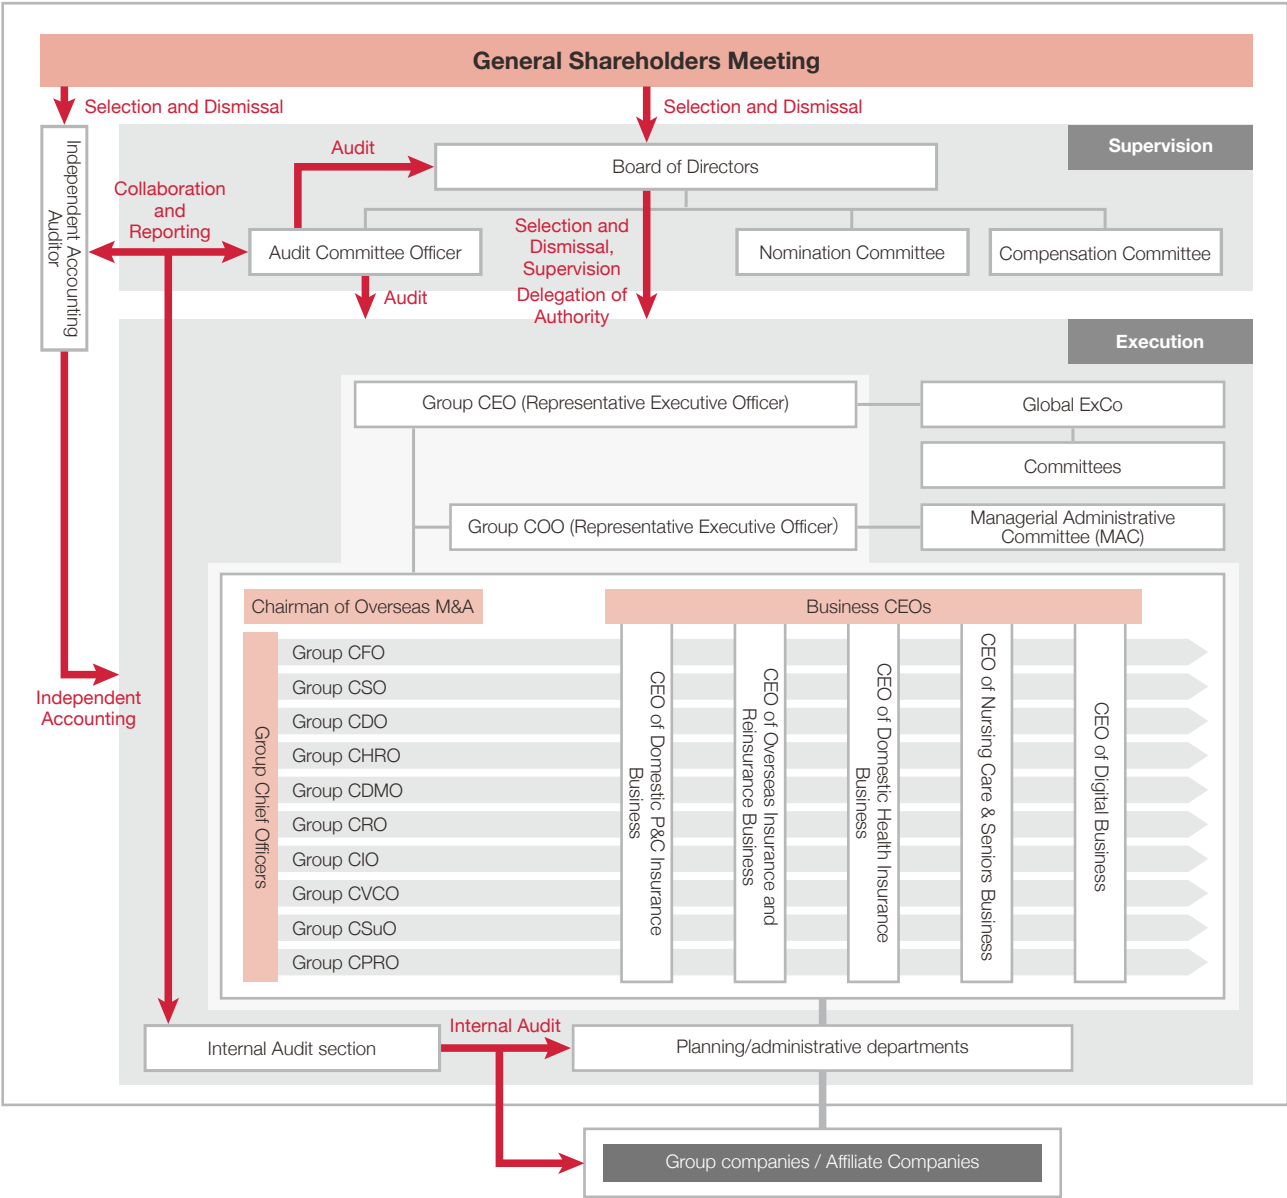 General Shareholders Meeting
Selection and Dismissal
Selection and Dismissal
Independent Accounting
Auditor
Supervision
Audit
Board of Directors
Collaboration
and
Reporting
Audit Committee Officer
Selection and
Dismissal,
Supervision
Nomination Committee
Compensation Committee
Audit
Delegation of
Authority
Execution
Group CEO (Representative Executive Officer)
Global ExCo
Committees
Group COO (Representative Executive Officer)
Managerial Administrative
Committee (MAC)
Chairman of Overseas M&A
Business CEOs
Group Chief Officers
Group CFO
Group CSO
Group CDO
Group CHRO
Group CDMO
Group CRO
Group CIO
Group CVCO
Group CSuO
Group CPRO
CEO of Domestic P&C Insurance
Business
CEO of Overseas Insurance and
Reinsurance Business
CEO of Domestic Health Insurance
Business
CEO of Nursing Care & Seniors Business
CEO of Digital Business
Independent
Accounting
Internal Audit section
Internal Audit
Planning/administrative departments
Group companies / Affiliate Companies